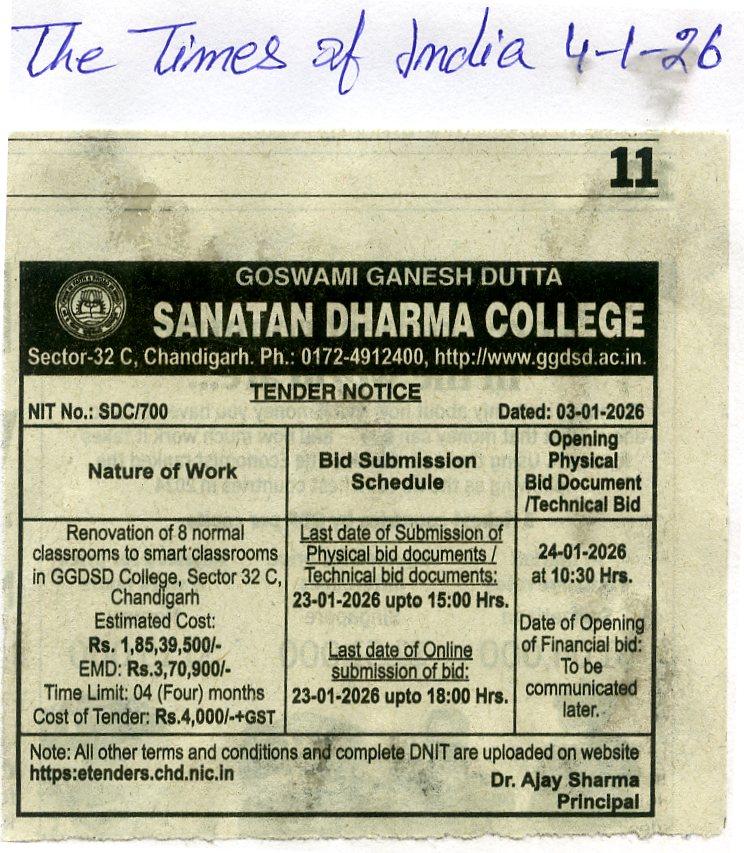 The Times of India 4-1-26
11
GOSWAMI GANESH DUTTA
SANATAN DHARMA COLLEGE
Sector-32 C, Chandigarh. Ph.: 0172-4912400, http://www.ggdsd.ac.in.
TENDER NOTICE
NIT No.: SDC/700 Dated: 03-01-2026
Nature of Work
Bid Submission
Schedule
Opening
Physical
Bid Document
/Technical Bid
Renovation of 8 normal
classrooms to smart classrooms
in GGDSD College, Sector 32 C,
Chandigarh
Estimated Cost:
Rs. 1,85,39,500/-
EMD: Rs.3,70,900/-
Time Limit: 04 (Four) months
Cost of Tender: Rs.4,000/-+GST
Last date of Submission of
Physical bid documents /
Technical bid documents:
23-01-2026 upto 15:00 Hrs.
Last date of Online
submission of bid:
23-01-2026 upto 18:00 Hrs.
24-01-2026
at 10:30 Hrs.
Date of Opening
of Financial bid:
To be
communicated
later.
Note: All other terms and conditions and complete DNIT are uploaded on website
https:etenders.chd.nic.in
Dr. Ajay Sharma
Principal